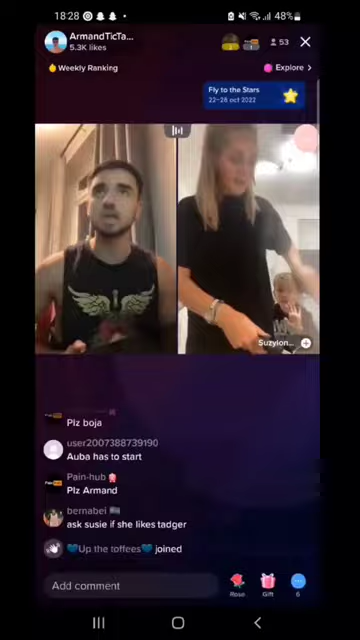 18:28
48%
ArmandTicTa...
5.3K likes
53
Weekly Ranking
Explore >
Fly to the Stars
22-26 oct 2022
Suzylon...
Plz boja
user2007388739190
Auba has to start
Pain-hub
Plz Armand
bernabei
ask susie if she likes tadger
Up the toffees joined
Add comment
Rose
Gift
6